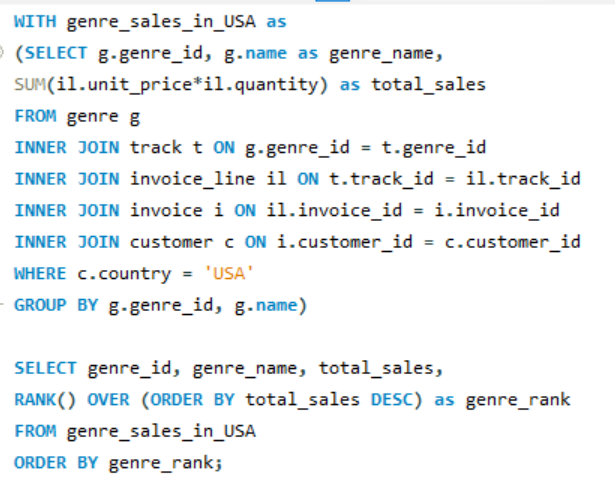 WITH genre_sales_in_USA as
(SELECT g.genre_id, g.name as genre_name,
SUM(il.unit_price*il.quantity) as total_sales
FROM genre g
INNER JOIN track t ON g.genre_id = t.genre_id
INNER JOIN invoice_line il ON t.track_id = il.track_id
INNER JOIN invoice i ON il.invoice_id = i.invoice_id
INNER JOIN customer c ON i.customer_id = c.customer_id
WHERE c.country = 'USA'
GROUP BY g.genre_id, g.name)

SELECT genre_id, genre_name, total_sales,
RANK() OVER (ORDER BY total_sales DESC) as genre_rank
FROM genre_sales_in_USA
ORDER BY genre_rank;